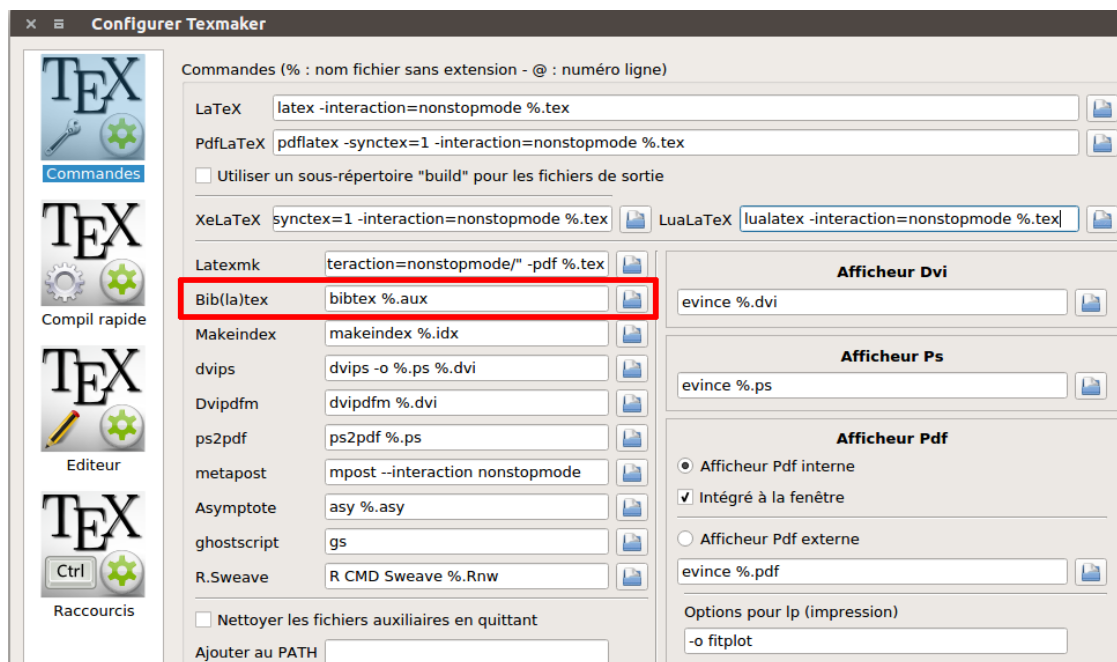 Configurer Texmaker
TEX
Commandes
TEX
Compil rapide
TEX
Editeur
TEX
Ctrl
Raccourcis
Commandes (% : nom fichier sans extension - @ : numéro ligne)
LaTeX latex -interaction=nonstopmode %.tex
PdfLaTeX pdflatex -synctex=1 -interaction=nonstopmode %.tex
Utiliser un sous-répertoire "build" pour les fichiers de sortie
XeLaTeX synctex=1 -interaction=nonstopmode %.tex LuaLaTeX lualatex -interaction=nonstopmode %.tex
Latexmk teraction=nonstopmode/" -pdf %.tex
Bib(la)tex bibtex %.aux
Makeindex makeindex %.idx
dvips dvips -o %.ps %.dvi
Dvipdfm dvipdfm %.dvi
ps2pdf ps2pdf %.ps
metapost mpost --interaction nonstopmode
Asymptote asy %.asy
ghostscript gs
R.Sweave R CMD Sweave %.Rnw
Nettoyer les fichiers auxiliaires en quittant
Ajouter au PATH
Afficheur Dvi
evince %.dvi
Afficheur Ps
evince %.ps
Afficheur Pdf
Afficheur Pdf interne
Intégré à la fenêtre
Afficheur Pdf externe
evince %.pdf
Options pour lp (impression)
-o fitplot